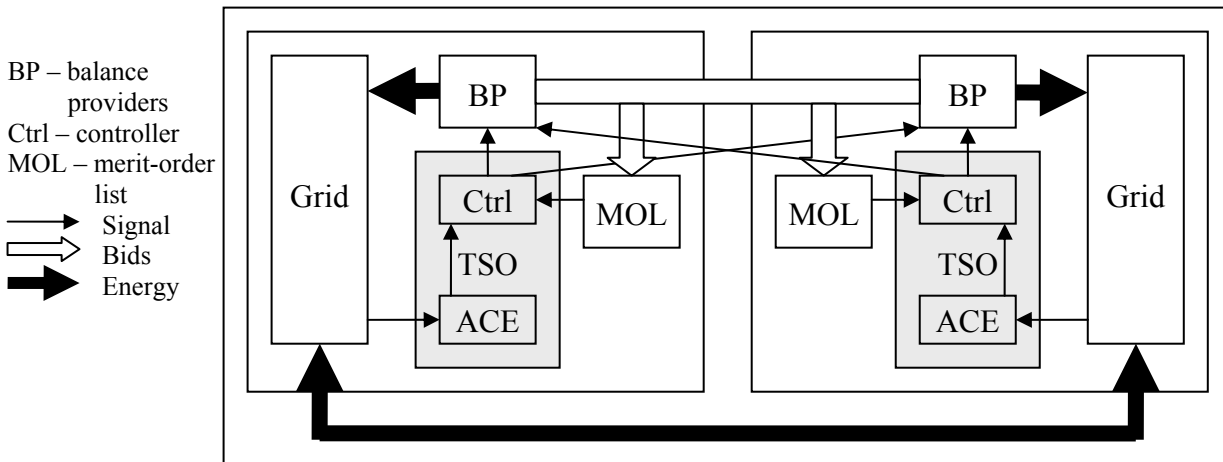 BP – balance
providers
Ctrl – controller
MOL – merit-order
list
Signal
Bids
Energy
Grid
BP
Ctrl
MOL
TSO
ACE
BP
MOL
Ctrl
TSO
ACE
Grid